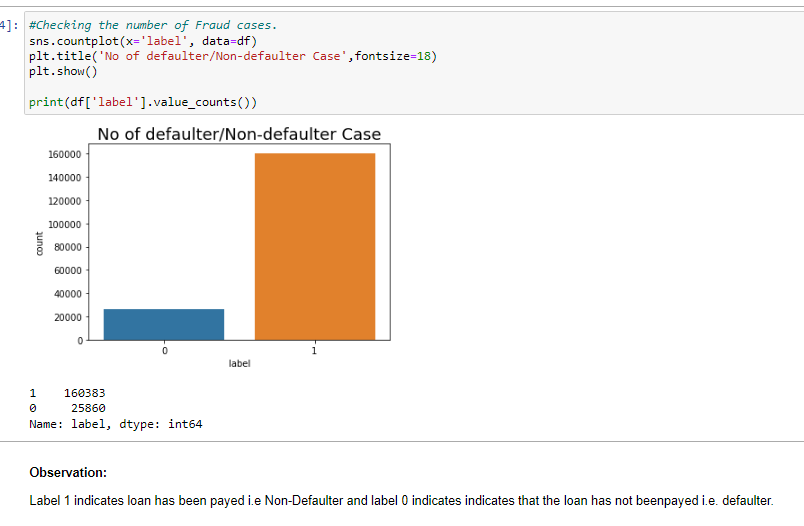 4]: #Checking the number of Fraud cases.
sns.countplot(x='label', data=df)
plt.title('No of defaulter/Non-defaulter Case',fontsize=18)
plt.show()
print(df['label'].value_counts())
No of defaulter/Non-defaulter Case
160000
140000
120000
100000
80000
60000
40000
20000
0
count
0 1
label
1 160383
0 25860
Name: label, dtype: int64
Observation:
Label 1 indicates loan has been payed i.e Non-Defaulter and label 0 indicates indicates that the loan has not beenpayed i.e. defaulter.